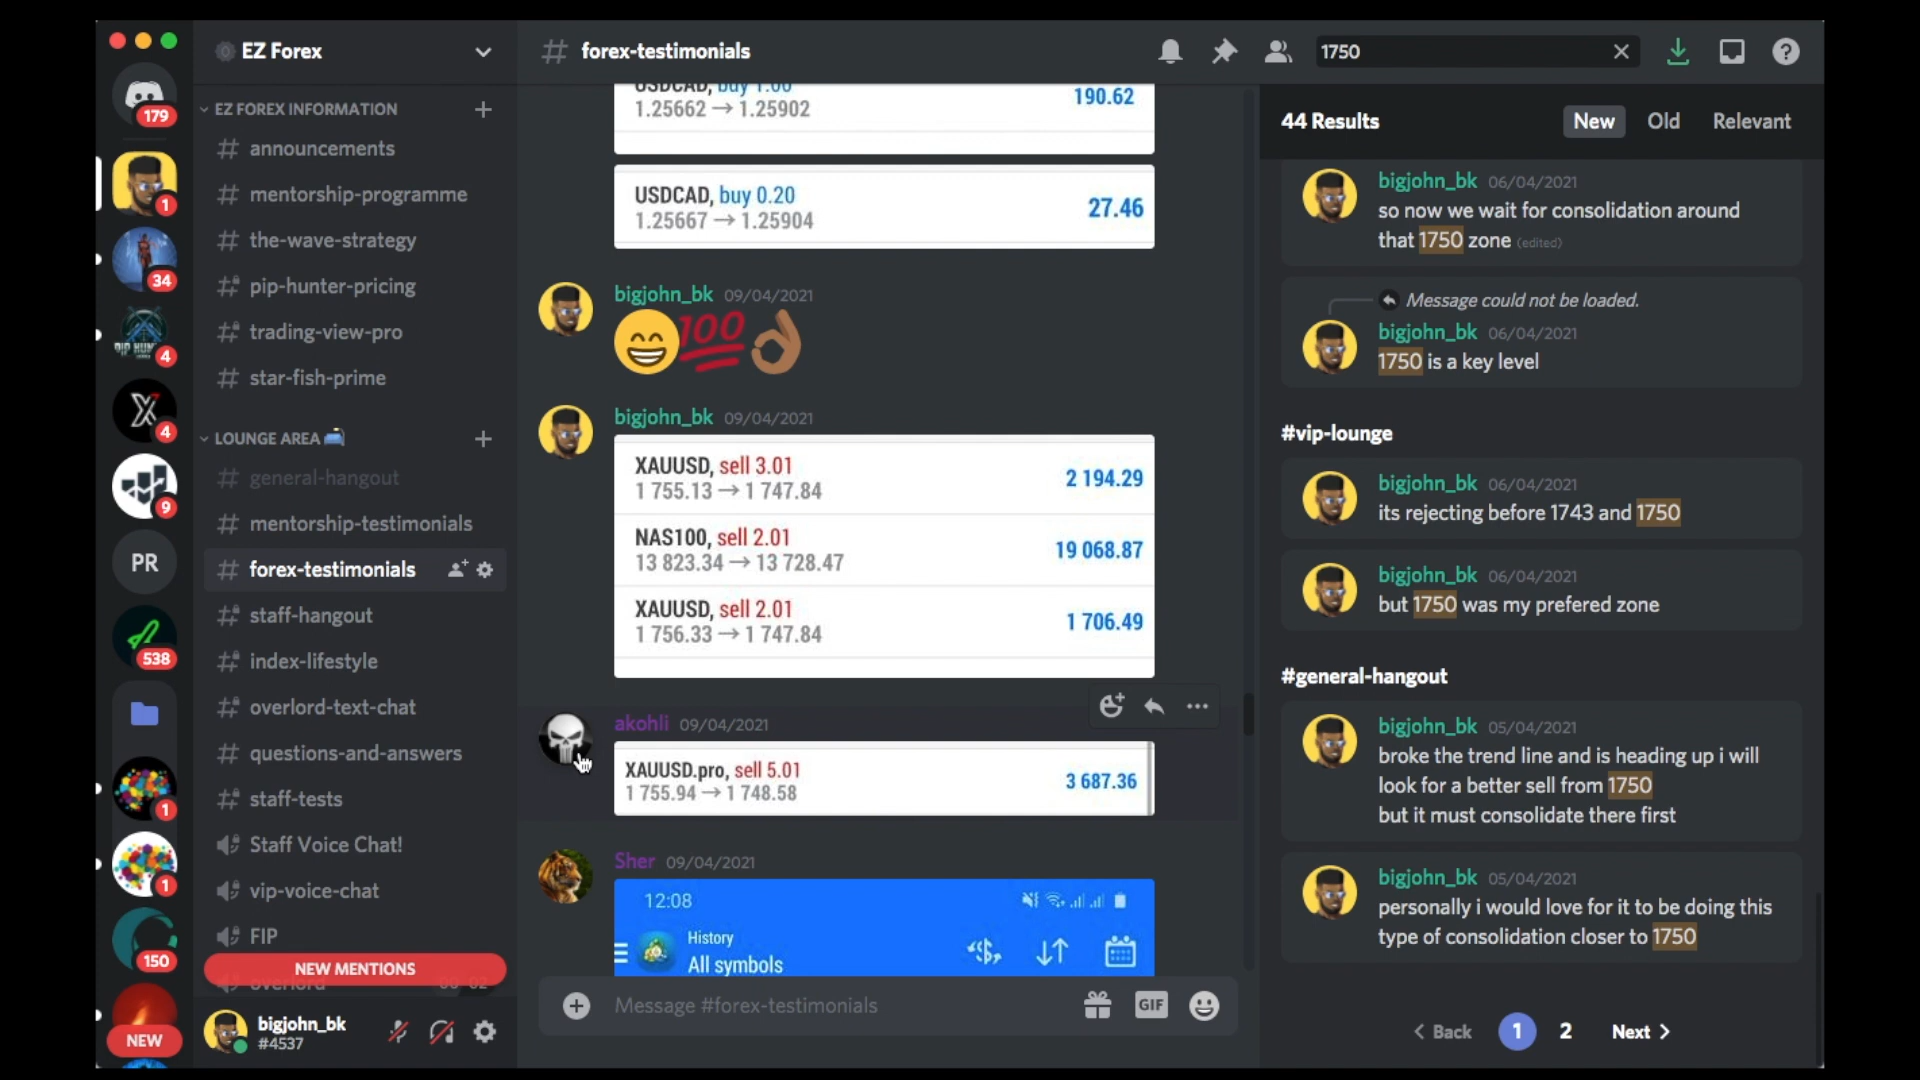 179
1
34
PIP HUN
4
4
9
PR
538
1
1
150
NEW
EZ Forex
EZ FOREX INFORMATION
announcements
mentorship-programme
the-wave-strategy
pip-hunter-pricing
trading-view-pro
star-fish-prime
LOUNGE AREA
general-hangout
mentorship-testimonials
forex-testimonials
staff-hangout
index-lifestyle
overlord-text-chat
questions-and-answers
staff-tests
Staff Voice Chat!
vip-voice-chat
FIP
NEW MENTIONS
overlord
bigjohn_bk
#4537
forex-testimonials
USDCAD, buy 1.00
1.25662 → 1.25902
190.62
USDCAD, buy 0.20
1.25667 → 1.25904
27.46
bigjohn_bk 09/04/2021
😁💯👌🏾
bigjohn_bk 09/04/2021
XAUUSD, sell 3.01
1 755.13 → 1 747.84
2 194.29
NAS100, sell 2.01
13 823.34 → 13 728.47
19 068.87
XAUUSD, sell 2.01
1 756.33 → 1 747.84
1 706.49
akohli 09/04/2021
XAUUSD.pro, sell 5.01
1 755.94 → 1 748.58
3 687.36
Sher 09/04/2021
12:08
History
All symbols
Message #forex-testimonials
GIF
1750
44 Results
New Old Relevant
bigjohn_bk 06/04/2021
so now we wait for consolidation around
that 1750 zone (edited)
Message could not be loaded.
bigjohn_bk 06/04/2021
1750 is a key level
#vip-lounge
bigjohn_bk 06/04/2021
its rejecting before 1743 and 1750
bigjohn_bk 06/04/2021
but 1750 was my prefered zone
#general-hangout
bigjohn_bk 05/04/2021
broke the trend line and is heading up i will
look for a better sell from 1750
but it must consolidate there first
bigjohn_bk 05/04/2021
personally i would love for it to be doing this
type of consolidation closer to 1750
Back 1 2 Next